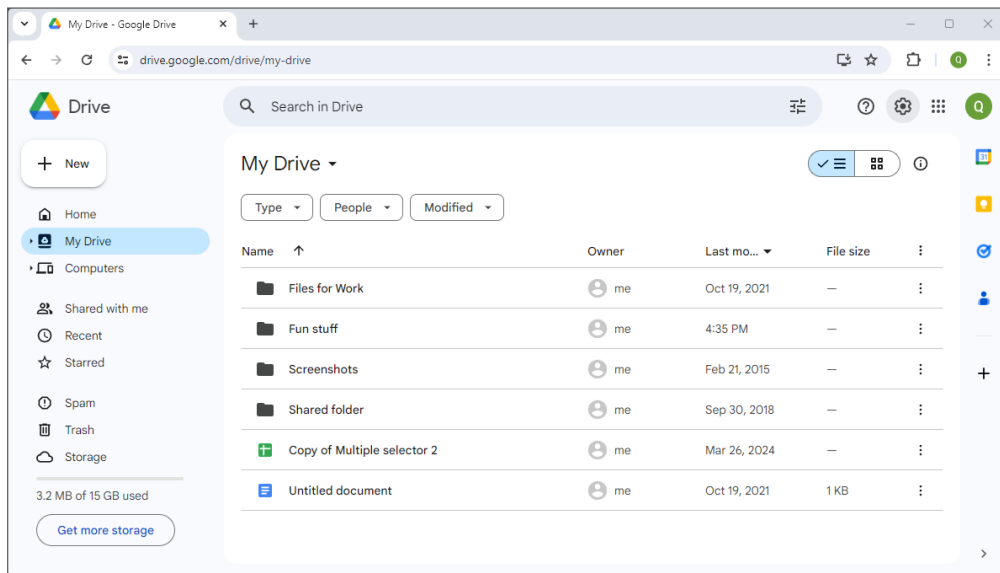 My Drive - Google Drive
drive.google.com/drive/my-drive
Q
Drive
Search in Drive
Q
New
My Drive
31
Home
Type People Modified
My Drive
Computers
Name Owner Last mo... File size
Shared with me
Files for Work me Oct 19, 2021 —
Recent
Fun stuff me 4:35 PM —
Starred
Screenshots me Feb 21, 2015 —
Spam
Shared folder me Sep 30, 2018 —
Trash
Storage
Copy of Multiple selector 2 me Mar 26, 2024 —
3.2 MB of 15 GB used
Untitled document me Oct 19, 2021 1 KB
Get more storage